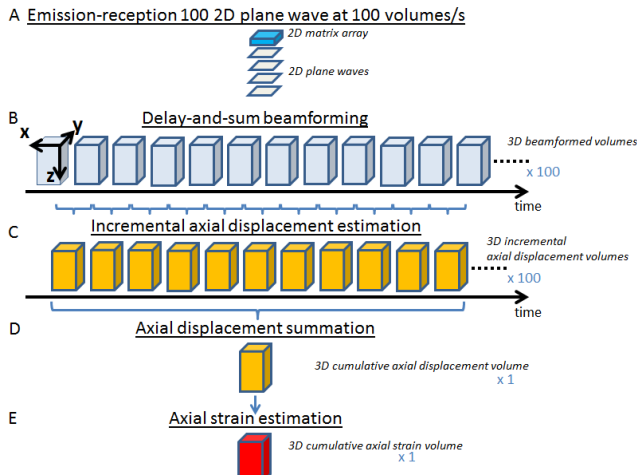 A Emission-reception 100 2D plane wave at 100 volumes/s
2D matrix array
2D plane waves
B Delay-and-sum beamforming
x
y
z
3D beamformed volumes
x 100
time
C Incremental axial displacement estimation
3D incremental
axial displacement volumes
x 100
time
D Axial displacement summation
3D cumulative axial displacement volume
x 1
E Axial strain estimation
3D cumulative axial strain volume
x 1